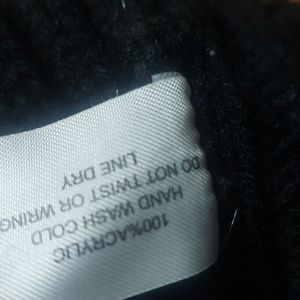 100%ACRYLIC
HAND WASH COLD
DO NOT TWIST OR WRING
LINE DRY